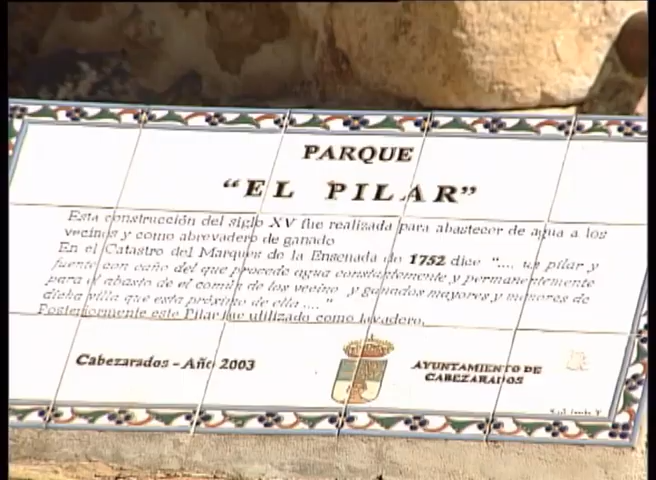 PARQUE
"EL PILAR"
Esta construcción del siglo XV fue realizada para abastecer de agua a los
vecinos y como abrevadero de ganado
En el Catastro del Marques de la Ensenada de 1752 dice ".... un pilar y
fuente con caño del que procede agua constantemente y permanentemente
para el abasto de el común de los vecino y ganados mayores y menores de
dicha villa que esta próximo de ella ...."
Posteriormente este Pilar fue utilizado como lavadero.
Cabezarados - Año 2003
AYUNTAMIENTO DE
CABEZARADOS